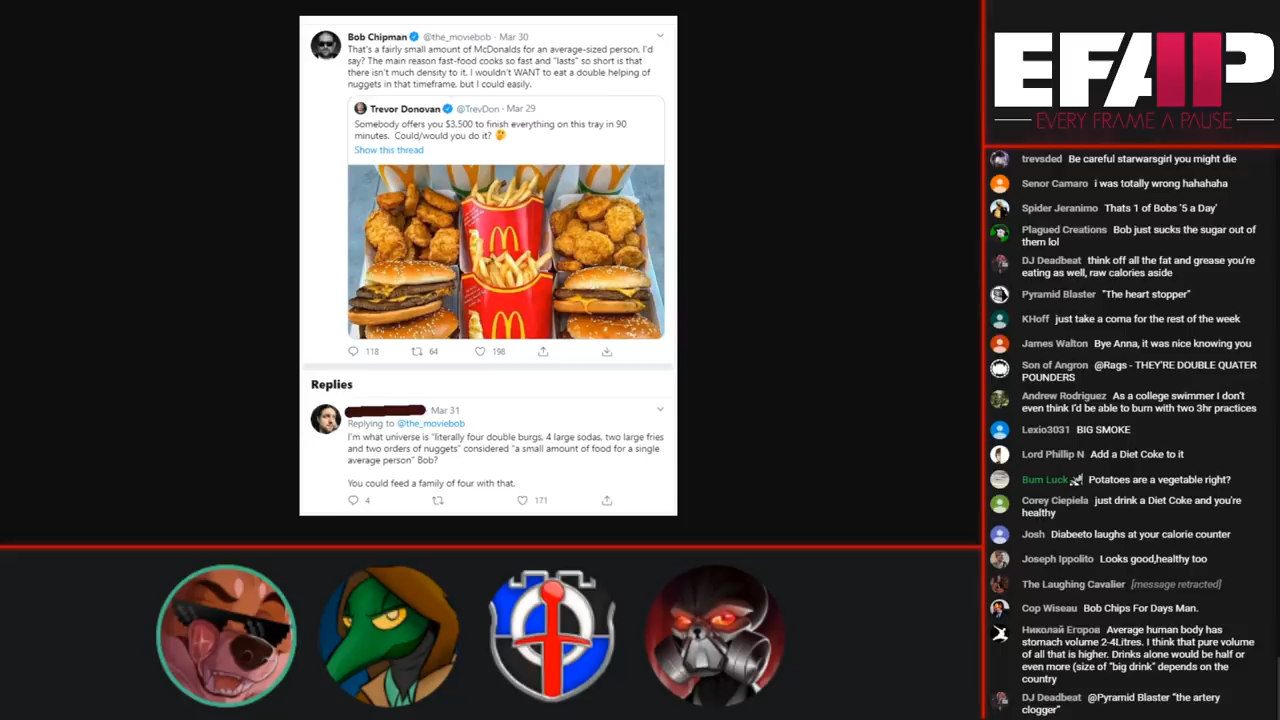 Bob Chipman @the_moviebob · Mar 30
That's a fairly small amount of McDonalds for an average-sized person, I'd
say? The main reason fast-food cooks so fast and "lasts" so short is that
there isn't much density to it. I wouldn't WANT to eat a double helping of
nuggets in that timeframe, but I could easily.
Trevor Donovan @TrevDon · Mar 29
Somebody offers you $3,500 to finish everything on this tray in 90
minutes. Could/would you do it? 🤔
Show this thread
118 64 198
Replies
Mar 31
Replying to @the_moviebob
I'm what universe is "literally four double burgs, 4 large sodas, two large fries
and two orders of nuggets" considered "a small amount of food for a single
average person" Bob?
You could feed a family of four with that.
4 171
EFAP
EVERY FRAME A PAUSE
trevsded Be careful starwarsgirl you might die
Senor Camaro i was totally wrong hahahaha
Spider Jeranimo Thats 1 of Bobs '5 a Day'
Plagued Creations Bob just sucks the sugar out of
them lol
DJ Deadbeat think off all the fat and grease you're
eating as well, raw calories aside
Pyramid Blaster "The heart stopper"
KHoff just take a coma for the rest of the week
James Walton Bye Anna, it was nice knowing you
Son of Angron @Rags - THEY'RE DOUBLE QUATER
POUNDERS
Andrew Rodriguez As a college swimmer I don't
even think I'd be able to burn with two 3hr practices
Lexio3031 BIG SMOKE
Lord Phillip N Add a Diet Coke to it
Bum Luck Potatoes are a vegetable right?
Corey Ciepiela just drink a Diet Coke and you're
healthy
Josh Diabeeto laughs at your calorie counter
Joseph Ippolito Looks good,healthy too
The Laughing Cavalier [message retracted]
Cop Wiseau Bob Chips For Days Man.
Николай Егоров Average human body has
stomach volume 2-4Litres. I think that pure volume
of all that is higher. Drinks alone would be half or
even more (size of "big drink" depends on the
country
DJ Deadbeat @Pyramid Blaster "the artery
clogger"